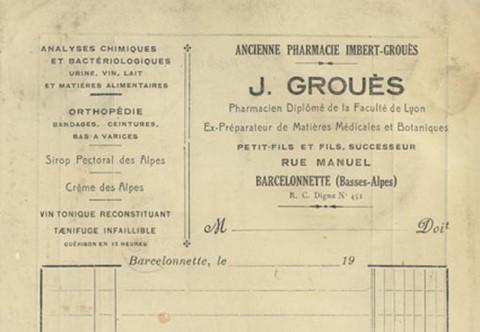 ANALYSES CHIMIQUES
ET BACTÉRIOLOGIQUES
URINE, VIN, LAIT
ET MATIÈRES ALIMENTAIRES
ORTHOPÉDIE
BANDAGES, CEINTURES,
BAS A VARICES
Sirop Pectoral des Alpes
Crême des Alpes
VIN TONIQUE RECONSTITUANT
TÆNIFUGE INFAILLIBLE
GUÉRISON EN 12 HEURES
ANCIENNE PHARMACIE IMBERT-GROUÈS
J. GROUÈS
Pharmacien Diplômé de la Faculté de Lyon
Ex-Préparateur de Matières Médicales et Botaniques
PETIT-FILS ET FILS, SUCCESSEUR
RUE MANUEL
BARCELONNETTE (Basses-Alpes)
R. C. Digne N° 451
M Doit
Barcelonnette, le 19